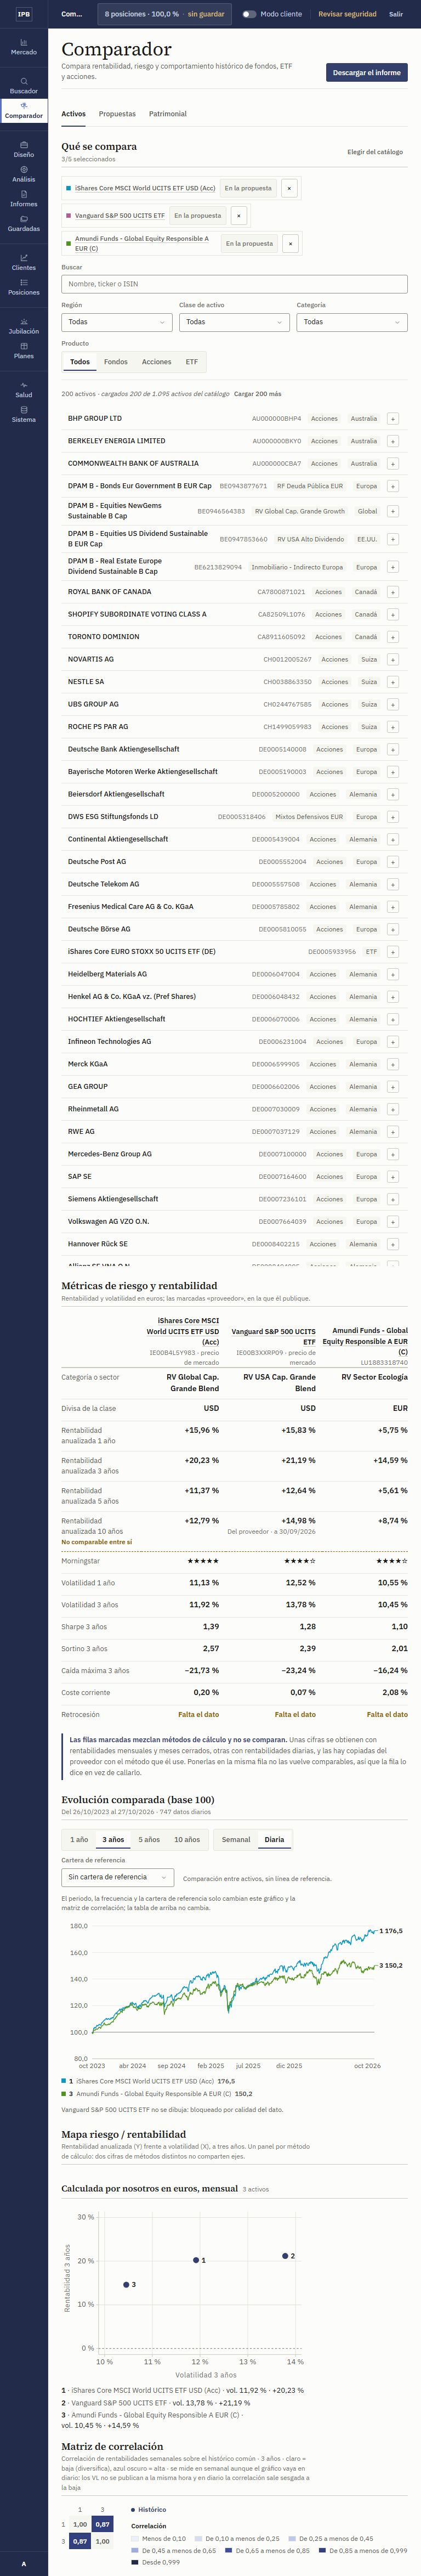 IPB
Com...
8 posiciones · 100,0 % · sin guardar
Modo cliente
Revisar seguridad
Salir
Mercado
Buscador
Comparador
Diseño
Análisis
Informes
Guardadas
Clientes
Posiciones
Jubilación
Planes
Salud
Sistema
A
Comparador
Compara rentabilidad, riesgo y comportamiento histórico de fondos, ETF
y acciones.
Descargar el informe
Activos
Propuestas
Patrimonial
Qué se compara
3/5 seleccionados
Elegir del catálogo
iShares Core MSCI World UCITS ETF USD (Acc) En la propuesta ×
Vanguard S&P 500 UCITS ETF En la propuesta ×
Amundi Funds - Global Equity Responsible A
EUR (C) En la propuesta ×
Buscar
Nombre, ticker o ISIN
Región Clase de activo Categoría
Todas Todas Todas
Producto
Todos Fondos Acciones ETF
200 activos · cargados 200 de 1.095 activos del catálogo Cargar 200 más
BHP GROUP LTD AU000000BHP4 Acciones Australia +
BERKELEY ENERGIA LIMITED AU000000BKY0 Acciones Australia +
COMMONWEALTH BANK OF AUSTRALIA AU000000CBA7 Acciones Australia +
DPAM B - Bonds Eur Government B EUR Cap BE0943877671 RF Deuda Pública EUR Europa +
DPAM B - Equities NewGems
Sustainable B Cap BE0946564383 RV Global Cap. Grande Growth Global +
DPAM B - Equities US Dividend Sustainable
B EUR Cap BE0947853660 RV USA Alto Dividendo EE.UU. +
DPAM B - Real Estate Europe
Dividend Sustainable B Cap BE6213829094 Inmobiliario - Indirecto Europa Europa +
ROYAL BANK OF CANADA CA7800871021 Acciones Canadá +
SHOPIFY SUBORDINATE VOTING CLASS A CA82509L1076 Acciones Canadá +
TORONTO DOMINION CA8911605092 Acciones Canadá +
NOVARTIS AG CH0012005267 Acciones Suiza +
NESTLE SA CH0038863350 Acciones Suiza +
UBS GROUP AG CH0244767585 Acciones Suiza +
ROCHE PS PAR AG CH1499059983 Acciones Suiza +
Deutsche Bank Aktiengesellschaft DE0005140008 Acciones Europa +
Bayerische Motoren Werke Aktiengesellschaft DE0005190003 Acciones Europa +
Beiersdorf Aktiengesellschaft DE0005200000 Acciones Alemania +
DWS ESG Stiftungsfonds LD DE0005318406 Mixtos Defensivos EUR Europa +
Continental Aktiengesellschaft DE0005439004 Acciones Alemania +
Deutsche Post AG DE0005552004 Acciones Europa +
Deutsche Telekom AG DE0005557508 Acciones Alemania +
Fresenius Medical Care AG & Co. KGaA DE0005785802 Acciones Alemania +
Deutsche Börse AG DE0005810055 Acciones Europa +
iShares Core EURO STOXX 50 UCITS ETF (DE) DE0005933956 ETF +
Heidelberg Materials AG DE0006047004 Acciones Alemania +
Henkel AG & Co. KGaA vz. (Pref Shares) DE0006048432 Acciones Alemania +
HOCHTIEF Aktiengesellschaft DE0006070006 Acciones Alemania +
Infineon Technologies AG DE0006231004 Acciones Europa +
Merck KGaA DE0006599905 Acciones Alemania +
GEA GROUP DE0006602006 Acciones Alemania +
Rheinmetall AG DE0007030009 Acciones Alemania +
RWE AG DE0007037129 Acciones Alemania +
Mercedes-Benz Group AG DE0007100000 Acciones Europa +
SAP SE DE0007164600 Acciones Europa +
Siemens Aktiengesellschaft DE0007236101 Acciones Europa +
Volkswagen AG VZO O.N. DE0007664039 Acciones Europa +
Hannover Rück SE DE0008402215 Acciones Alemania +
Métricas de riesgo y rentabilidad
Rentabilidad y volatilidad en euros; las marcadas «proveedor», en la que él publique.
iShares Core MSCI
World UCITS ETF USD
(Acc)
IE00B4L5Y983 · precio
de mercado
Vanguard S&P 500 UCITS
ETF
IE00B3XXRP09 · precio de
mercado
Amundi Funds - Global
Equity Responsible A EUR
(C)
LU1883318740
Categoría o sector RV Global Cap.
Grande Blend RV USA Cap. Grande
Blend RV Sector Ecología
Divisa de la clase USD USD EUR
Rentabilidad
anualizada 1 año +15,96 % +15,83 % +5,75 %
Rentabilidad
anualizada 3 años +20,23 % +21,19 % +14,59 %
Rentabilidad
anualizada 5 años +11,37 % +12,64 % +5,61 %
Rentabilidad
anualizada 10 años +12,79 % +14,98 % +8,74 %
Del proveedor · a 30/09/2026
No comparable entre sí
Morningstar ★★★★★ ★★★★☆ ★★★★☆
Volatilidad 1 año 11,13 % 12,52 % 10,55 %
Volatilidad 3 años 11,92 % 13,78 % 10,45 %
Sharpe 3 años 1,39 1,28 1,10
Sortino 3 años 2,57 2,39 2,01
Caída máxima 3 años −21,73 % −23,24 % −16,24 %
Coste corriente 0,20 % 0,07 % 2,08 %
Retrocesión Falta el dato Falta el dato Falta el dato
Las filas marcadas mezclan métodos de cálculo y no se comparan. Unas cifras se obtienen con
rentabilidades mensuales y meses cerrados, otras con rentabilidades diarias, y las hay copiadas del
proveedor con el método que él use. Ponerlas en la misma fila no las vuelve comparables, así que la fila lo
dice en vez de callarlo.
Evolución comparada (base 100)
Del 26/10/2023 al 27/10/2026 · 747 datos diarios
1 año 3 años 5 años 10 años Semanal Diaria
Cartera de referencia
Sin cartera de referencia
Comparación entre activos, sin línea de referencia.
El periodo, la frecuencia y la cartera de referencia solo cambian este gráfico y la
matriz de correlación; la tabla de arriba no cambia.
180,0
160,0
140,0
120,0
100,0
80,0
1 176,5
3 150,2
oct 2023 abr 2024 sep 2024 feb 2025 jul 2025 dic 2025 oct 2026
1 iShares Core MSCI World UCITS ETF USD (Acc) 176,5
3 Amundi Funds - Global Equity Responsible A EUR (C) 150,2
Vanguard S&P 500 UCITS ETF no se dibuja: bloqueado por calidad del dato.
Mapa riesgo / rentabilidad
Rentabilidad anualizada (Y) frente a volatilidad (X), a tres años. Un panel por método
de cálculo: dos cifras de métodos distintos no comparten ejes.
Calculada por nosotros en euros, mensual 3 activos
Rentabilidad 3 años
30 %
20 %
10 %
0 %
1
2
3
10 % 11 % 12 % 13 % 14 %
Volatilidad 3 años
1 · iShares Core MSCI World UCITS ETF USD (Acc) · vol. 11,92 % · +20,23 %
2 · Vanguard S&P 500 UCITS ETF · vol. 13,78 % · +21,19 %
3 · Amundi Funds - Global Equity Responsible A EUR (C) ·
vol. 10,45 % · +14,59 %
Matriz de correlación
Correlación de rentabilidades semanales sobre el histórico común · 3 años · claro =
baja (diversifica), azul oscuro = alta · se mide en semanal aunque el gráfico vaya en
diario: los VL no se publican a la misma hora y en diario la correlación sale sesgada a
la baja
1 3
1 1,00 0,87
3 0,87 1,00
Histórico
Correlación
Menos de 0,10 De 0,10 a menos de 0,25 De 0,25 a menos de 0,45
De 0,45 a menos de 0,65 De 0,65 a menos de 0,85 De 0,85 a menos de 0,999
Desde 0,999